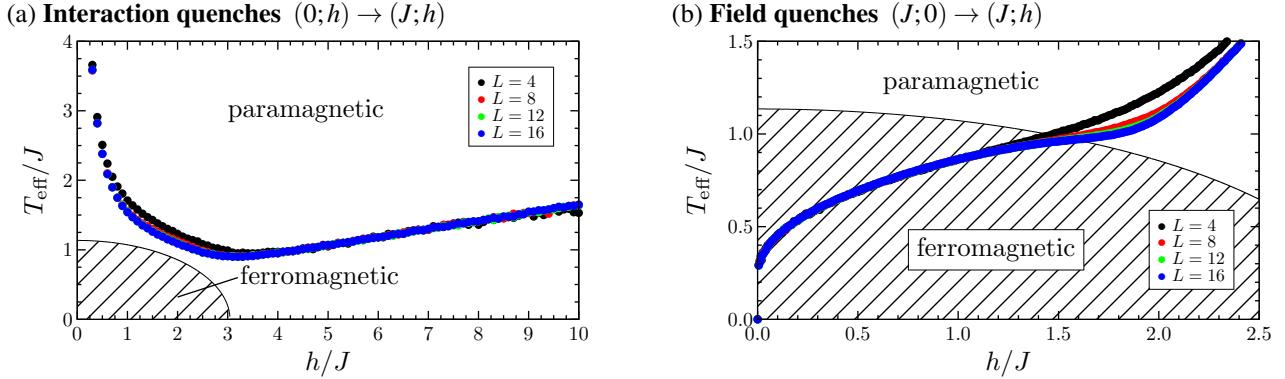 (a) Interaction quenches (0;h) → (J;h)
4
3
2
1
0
T_eff/J
0 1 2 3 4 5 6 7 8 9 10
h/J
paramagnetic
ferromagnetic
L = 4
L = 8
L = 12
L = 16
(b) Field quenches (J;0) → (J;h)
1.5
1.0
0.5
0.0
T_eff/J
0.0 0.5 1.0 1.5 2.0 2.5
h/J
paramagnetic
ferromagnetic
L = 4
L = 8
L = 12
L = 16